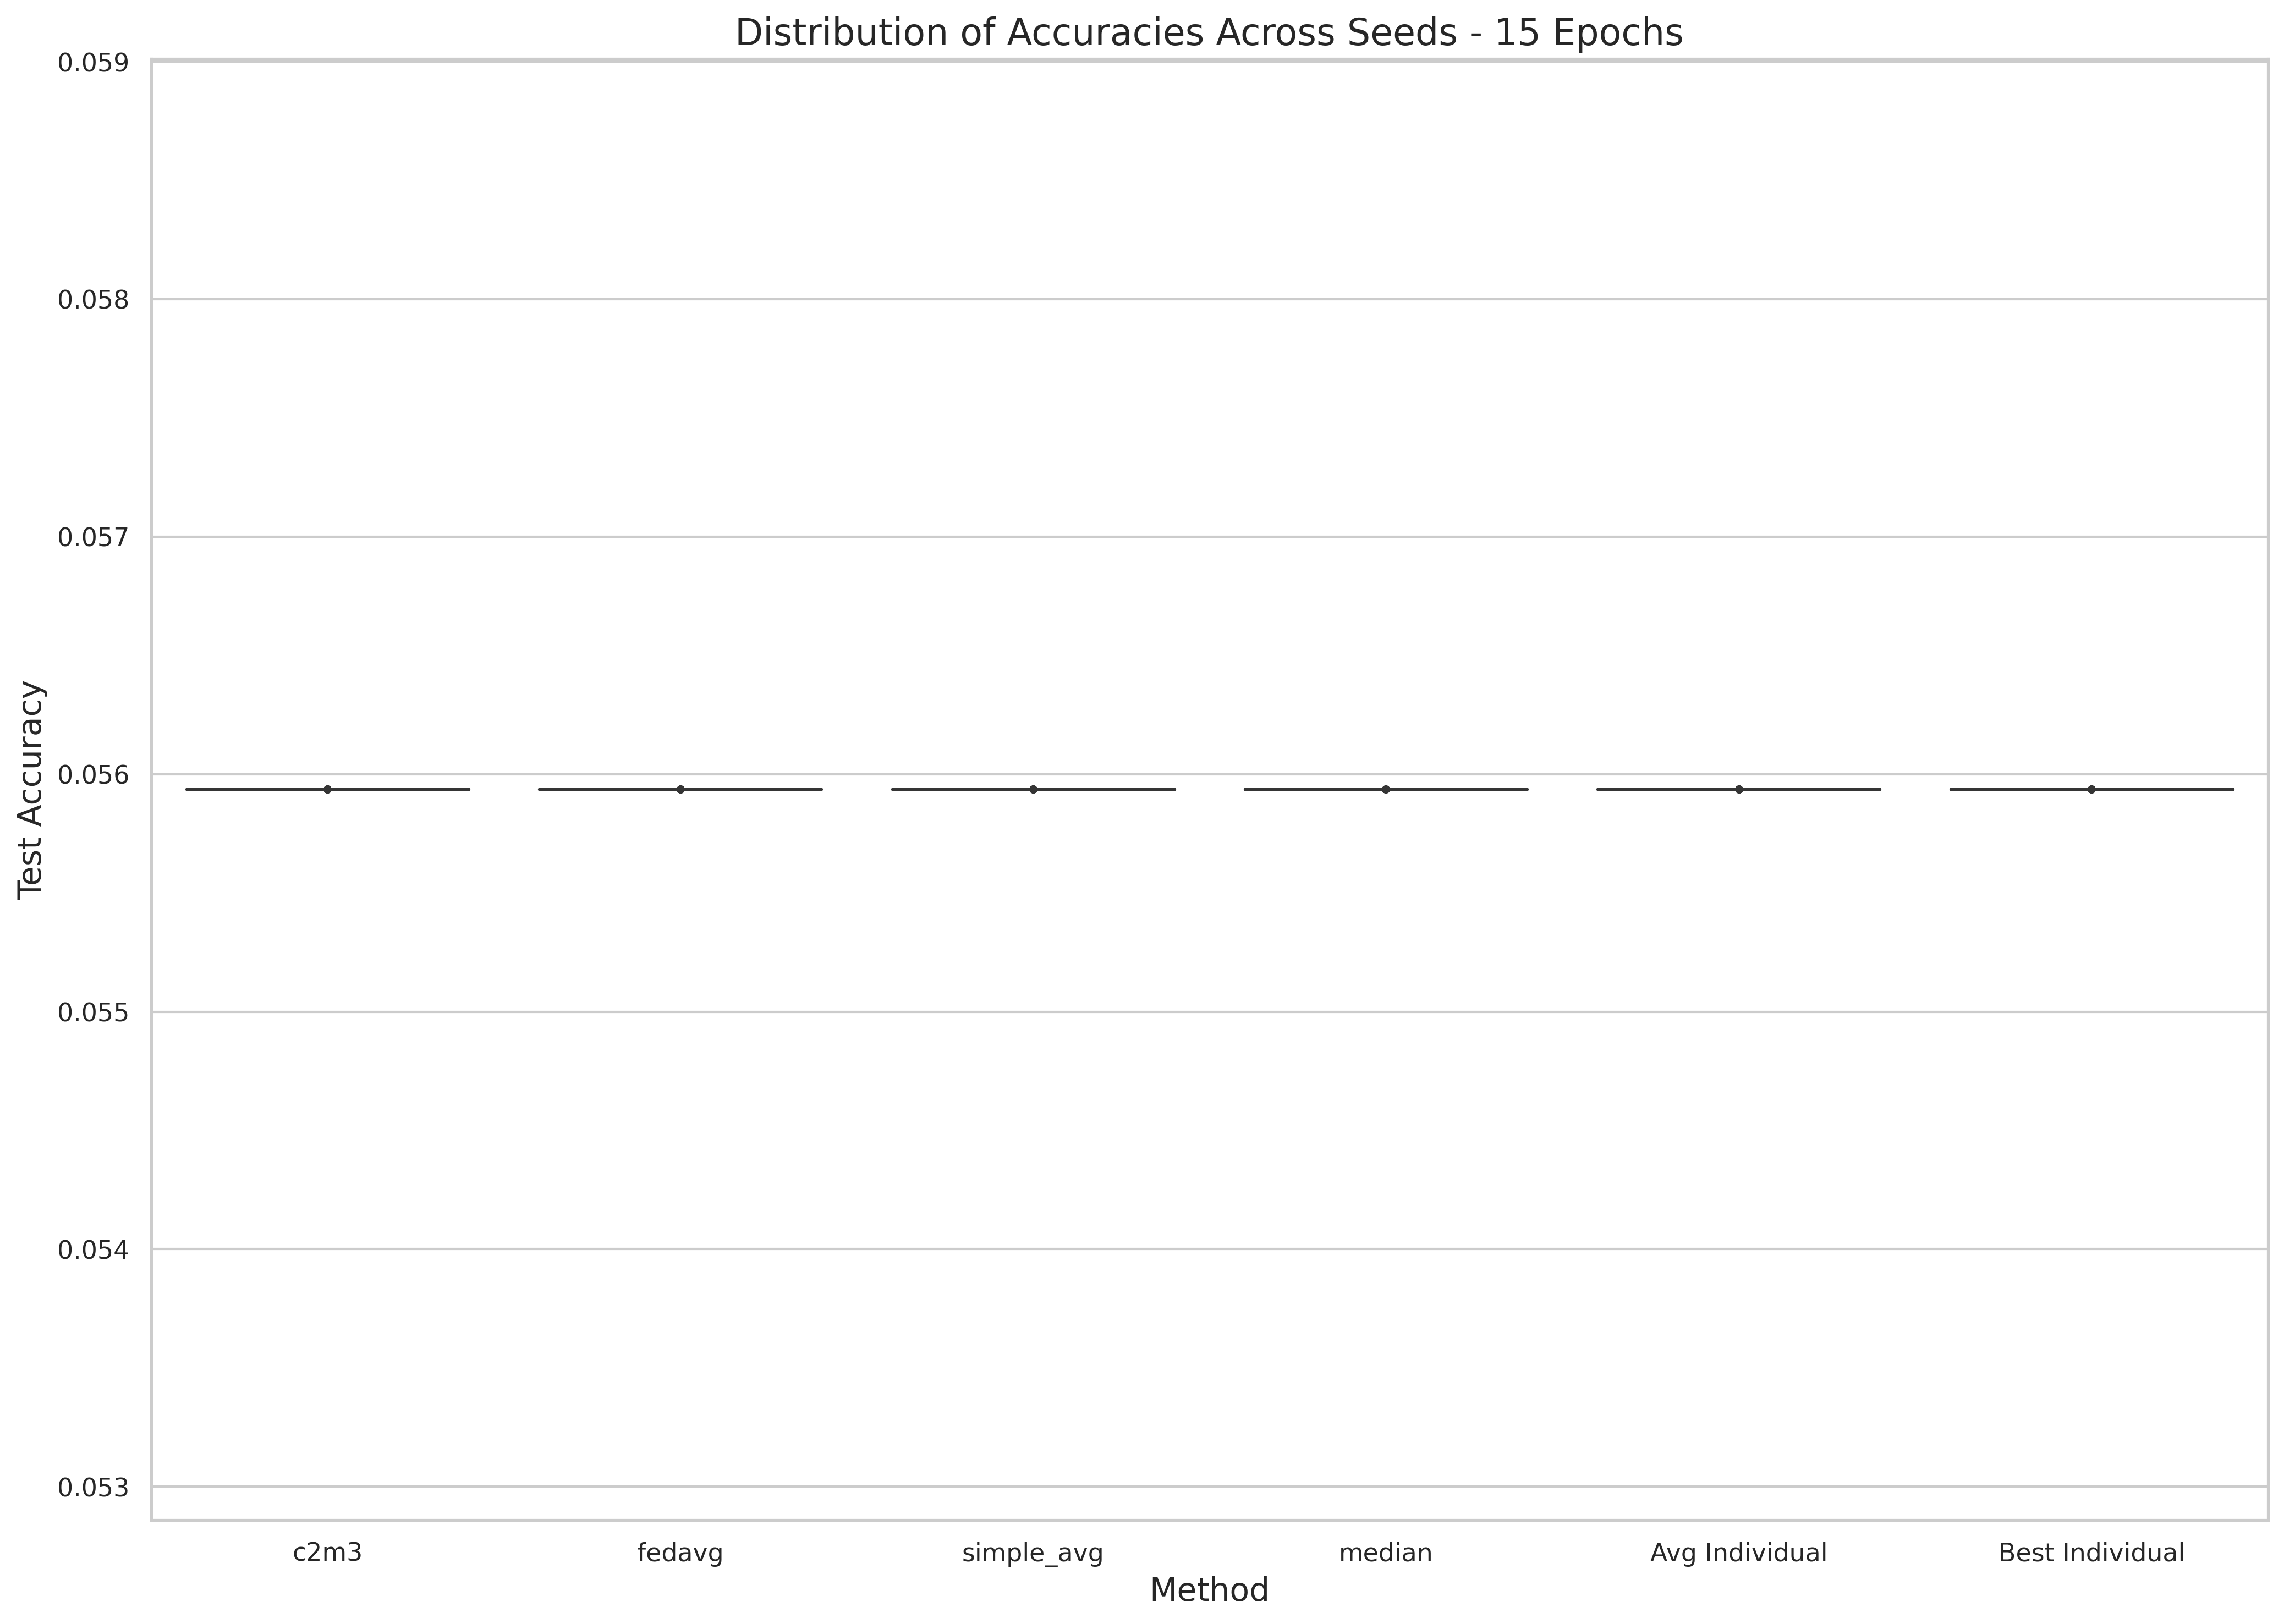 Distribution of Accuracies Across Seeds - 15 Epochs
0.059
0.058
0.057
0.056
0.055
0.054
0.053
Test Accuracy
c2m3 fedavg simple_avg median Avg Individual Best Individual
Method